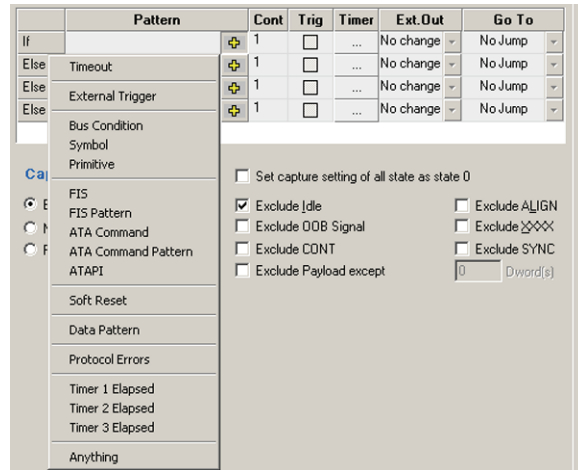 Pattern Cont Trig Timer Ext.Out Go To
If 1 ... No change No Jump
Else 1 ... No change No Jump
Else 1 ... No change No Jump
Else 1 ... No change No Jump
Timeout
External Trigger
Bus Condition
Symbol
Primitive
FIS
FIS Pattern
ATA Command
ATA Command Pattern
ATAPI
Soft Reset
Data Pattern
Protocol Errors
Timer 1 Elapsed
Timer 2 Elapsed
Timer 3 Elapsed
Anything
Set capture setting of all state as state 0
Exclude Idle Exclude ALIGN
Exclude OOB Signal Exclude XXXX
Exclude CONT Exclude SYNC
Exclude Payload except 0 Dword(s)